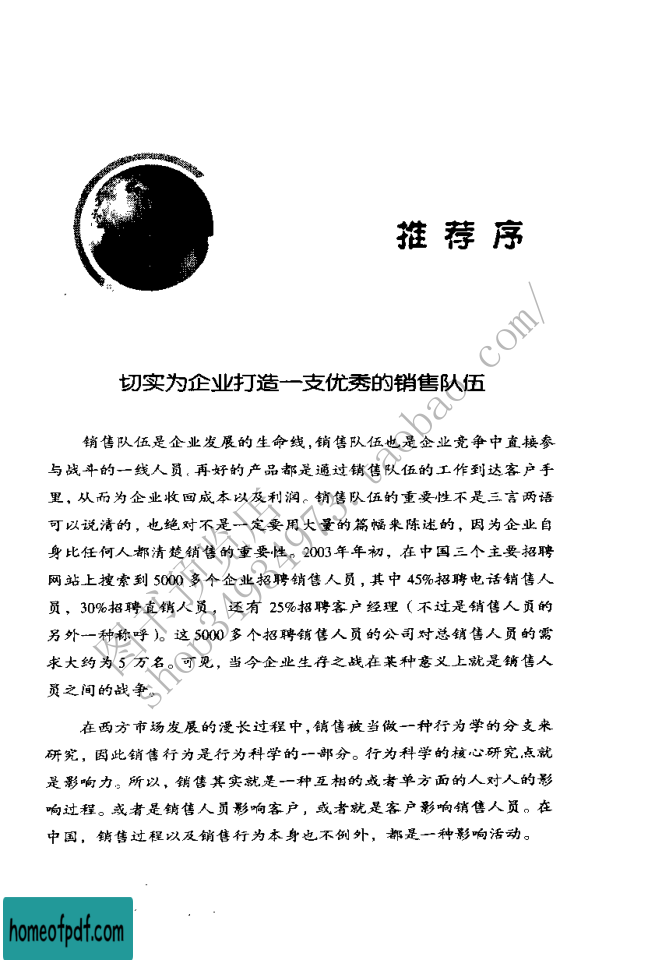 推荐序
切实为企业打造一支优秀的销售队伍
销售队伍是企业发展的生命线，销售队伍也是企业竞争中直接参
与战斗的一线人员，再好的产品都是通过销售队伍的工作到达客户手
里，从而为企业收回成本以及利润。销售队伍的重要性不是三言两语
可以说清的，也绝对不是一定要用大量的篇幅来陈述的，因为企业自
身比任何人都清楚销售的重要性。2003年年初，在中国三个主要招聘
网站上搜索到5000多个企业招聘销售人员，其中45%招聘电话销售人
员，30%招聘直销人员，还有25%招聘客户经理（不过是销售人员的
另外一种称呼）。这5000多个招聘销售人员的公司对总销售人员的需
求大约为5万名。可见，当今企业生存之战在某种意义上就是销售人
员之间的战争。
在西方市场发展的漫长过程中，销售被当做一种行为学的分支来
研究，因此销售行为是行为科学的一部分。行为科学的核心研究点就
是影响力。所以，销售其实就是一种互相的或者单方面的人对人的影
响过程。或者是销售人员影响客户，或者就是客户影响销售人员。在
中国，销售过程以及销售行为本身也不例外，都是一种影响活动。
homeofpdf.com